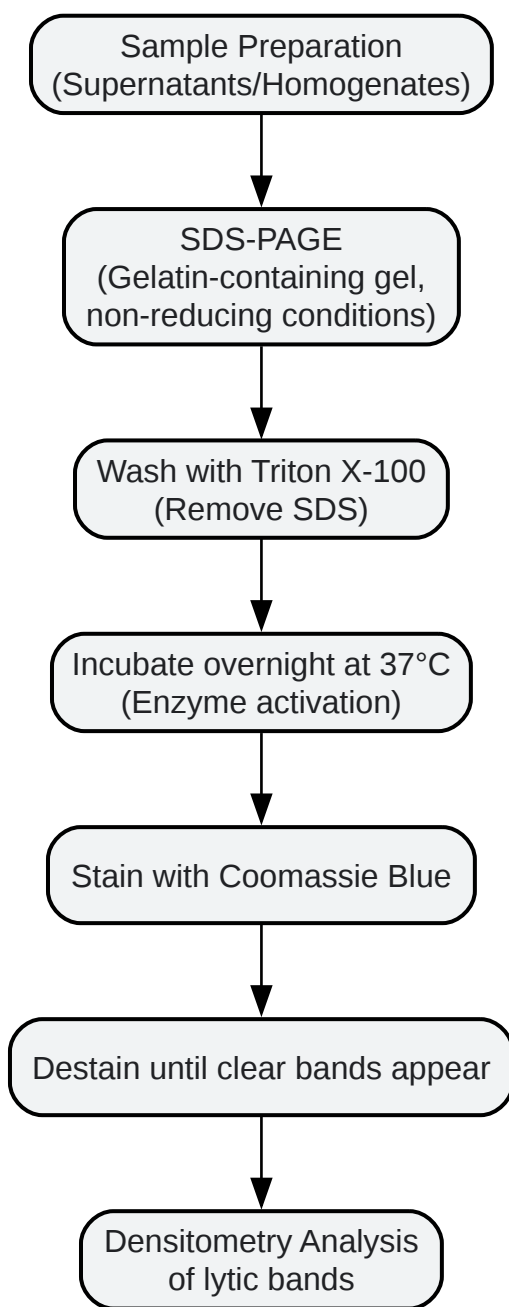 Sample Preparation
(Supernatants/Homogenates)
SDS-PAGE
(Gelatin-containing gel,
non-reducing conditions)
Wash with Triton X-100
(Remove SDS)
Incubate overnight at 37°C
(Enzyme activation)
Stain with Coomassie Blue
Destain until clear bands appear
Densitometry Analysis
of lytic bands